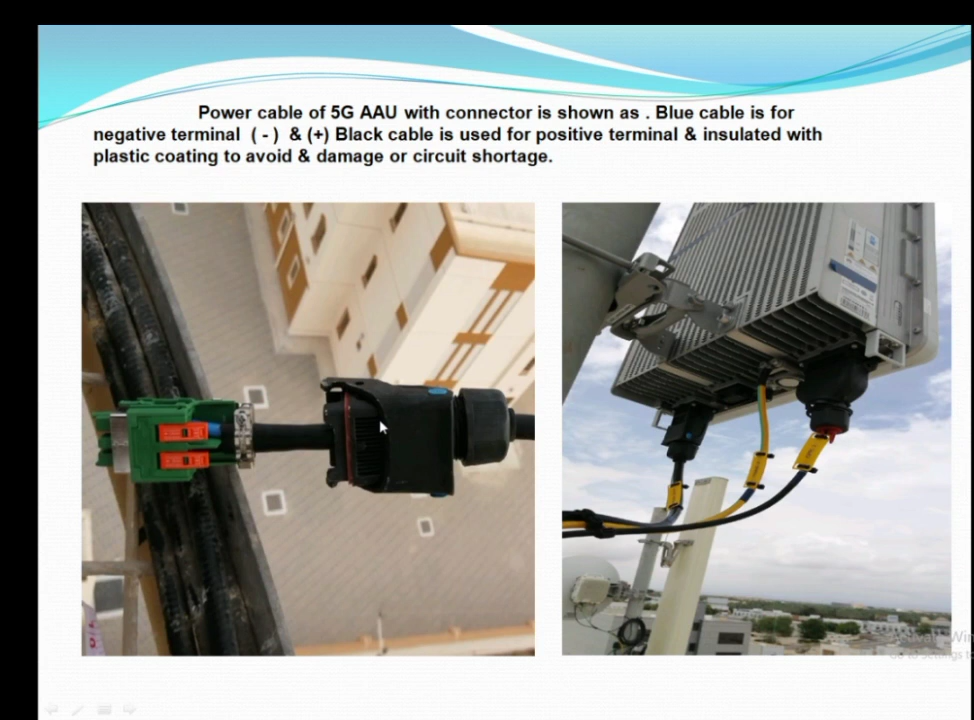 Power cable of 5G AAU with connector is shown as . Blue cable is for
negative terminal ( - ) & (+) Black cable is used for positive terminal & insulated with
plastic coating to avoid & damage or circuit shortage.